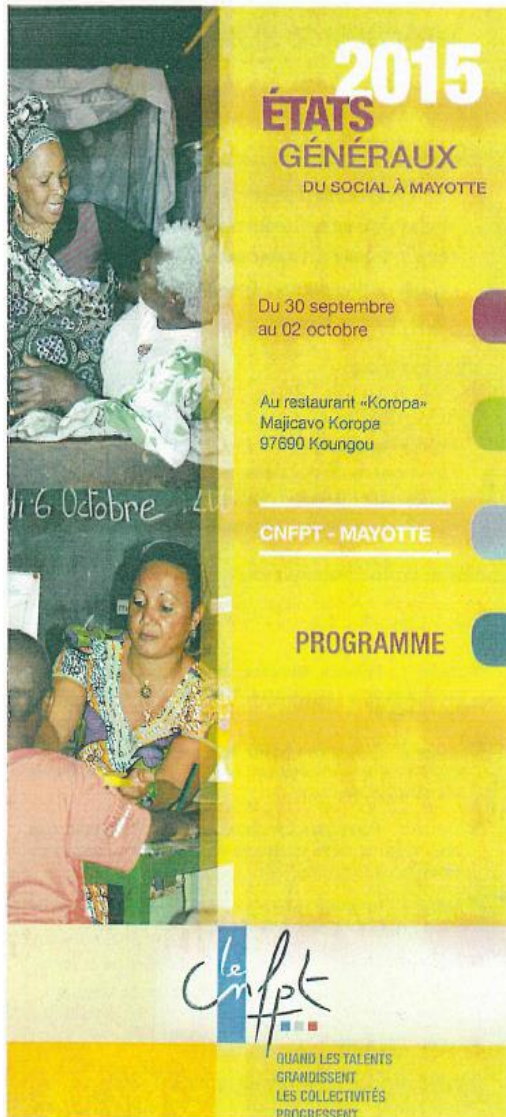 2015
ÉTATS
GÉNÉRAUX
DU SOCIAL À MAYOTTE
Du 30 septembre
au 02 octobre
Au restaurant «Koropa»
Majicavo Koropa
97690 Koungou
CNFPT - MAYOTTE
PROGRAMME
di 6 Octobre
le
cnfpt
QUAND LES TALENTS
GRANDISSENT
LES COLLECTIVITÉS
PROGRESSENT